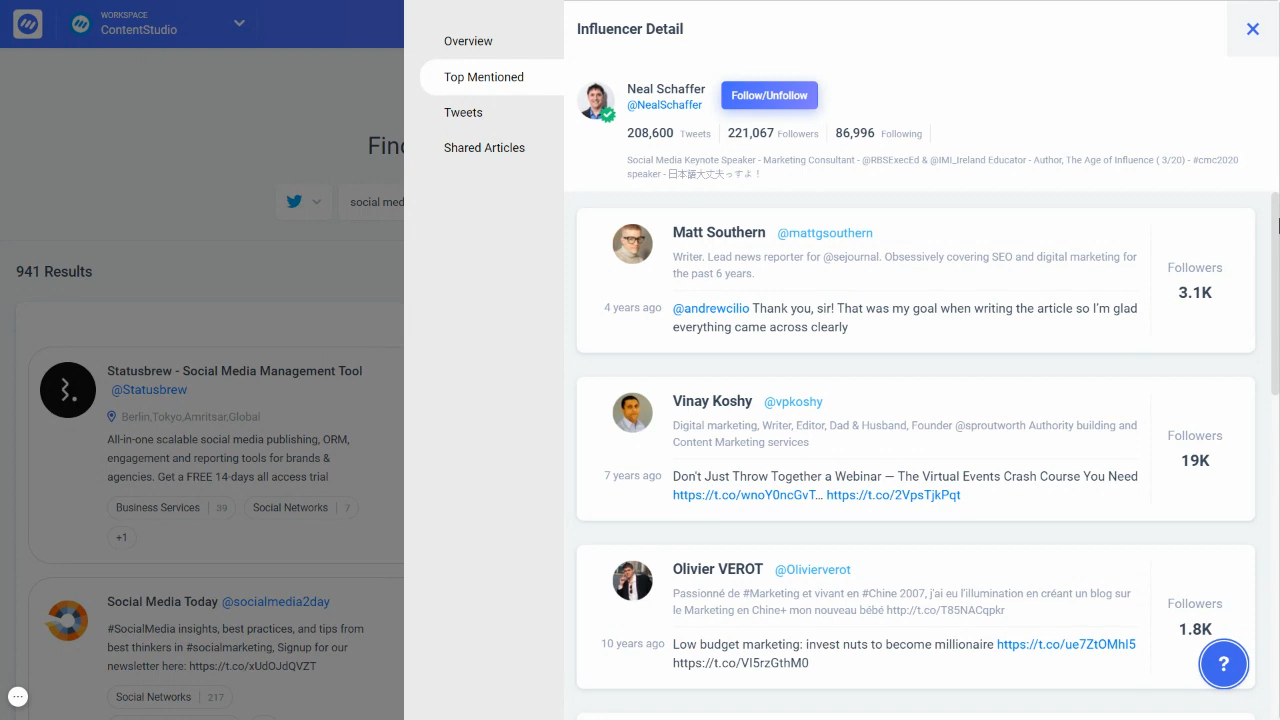 WORKSPACE
ContentStudio
Find
social med
941 Results
Statusbrew - Social Media Management Tool
@Statusbrew
Berlin,Tokyo,Amritsar,Global
All-in-one scalable social media publishing, ORM,
engagement and reporting tools for brands &
agencies. Get a FREE 14-days all access trial
Business Services 39 Social Networks 7
+1
Social Media Today @socialmedia2day
#SocialMedia insights, best practices, and tips from
best thinkers in #socialmarketing, Signup for our
newsletter here: https://t.co/xUdOJdQVZT
Social Networks 217
Overview
Top Mentioned
Tweets
Shared Articles
Influencer Detail
Neal Schaffer
@NealSchaffer
Follow/Unfollow
208,600 Tweets 221,067 Followers 86,996 Following
Social Media Keynote Speaker - Marketing Consultant - @RBSExecEd & @IMI_Ireland Educator - Author, The Age of Influence ( 3/20) - #cmc2020
speaker - 日本語大丈夫っすよ！
Matt Southern @mattgsouthern
Writer. Lead news reporter for @sejournal. Obsessively covering SEO and digital marketing for
the past 6 years.
4 years ago
@andrewcilio Thank you, sir! That was my goal when writing the article so I'm glad
everything came across clearly
Followers
3.1K
Vinay Koshy @vpkoshy
Digital marketing, Writer, Editor, Dad & Husband, Founder @sproutworth Authority building and
Content Marketing services
7 years ago
Don't Just Throw Together a Webinar — The Virtual Events Crash Course You Need
https://t.co/wnoY0ncGvT… https://t.co/2VpsTjkPqt
Followers
19K
Olivier VEROT @Olivierverot
Passionné de #Marketing et vivant en #Chine 2007, j'ai eu l'illumination en créant un blog sur
le Marketing en Chine+ mon nouveau bébé http://t.co/T85NACqpkr
10 years ago
Low budget marketing: invest nuts to become millionaire https://t.co/ue7ZtOMhl5
https://t.co/Vl5rzGthM0
Followers
1.8K
?